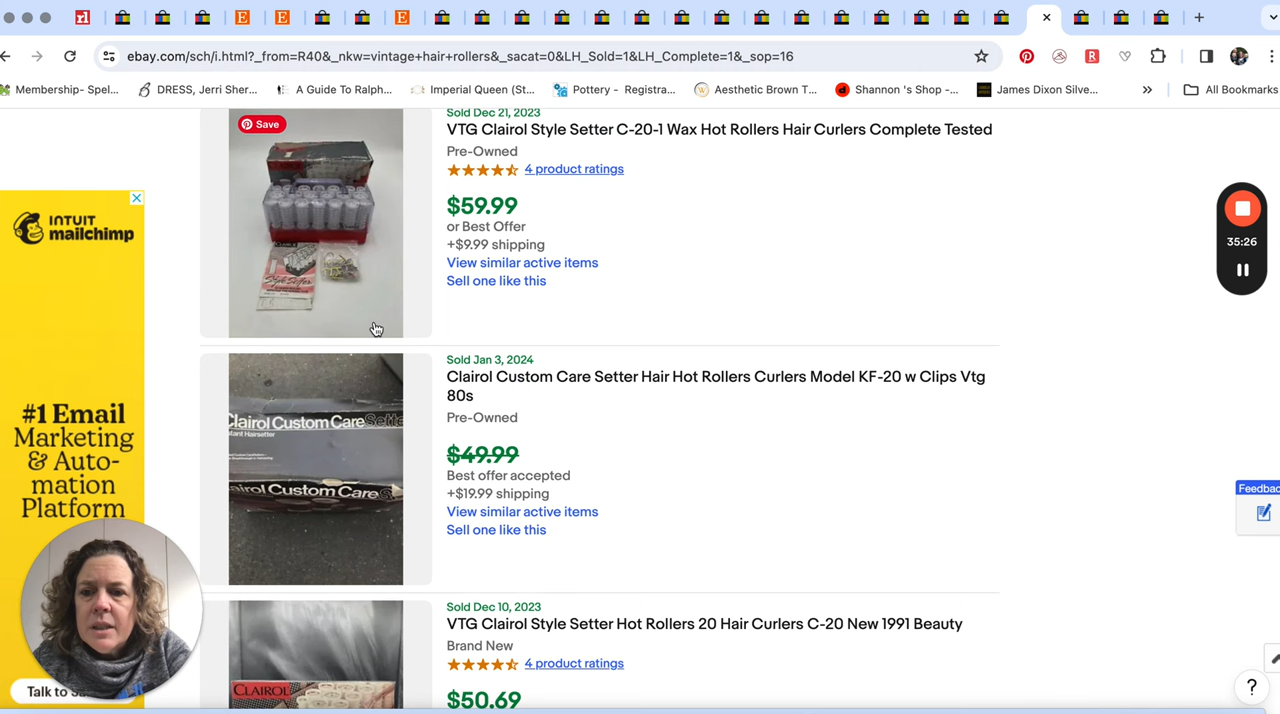 ebay.com/sch/i.html?_from=R40&_nkw=vintage+hair+rollers&_sacat=0&LH_Sold=1&LH_Complete=1&_sop=16
Membership- Spel...
DRESS, Jerri Sher...
A Guide To Ralph...
Imperial Queen (St...
Pottery - Registra...
Aesthetic Brown T...
Shannon 's Shop -...
James Dixon Silve...
»
All Bookmarks
Save
Sold Dec 21, 2023
VTG Clairol Style Setter C-20-1 Wax Hot Rollers Hair Curlers Complete Tested
Pre-Owned
4 product ratings
$59.99
or Best Offer
+$9.99 shipping
View similar active items
Sell one like this
35:26
INTUIT
mailchimp
#1 Email
Marketing
& Auto-
mation
Platform
Talk to
Clairol Custom Care
Sold Jan 3, 2024
Clairol Custom Care Setter Hair Hot Rollers Curlers Model KF-20 w Clips Vtg
80s
Pre-Owned
$49.99
Best offer accepted
+$19.99 shipping
View similar active items
Sell one like this
Feedbac
CLAIROL
Sold Dec 10, 2023
VTG Clairol Style Setter Hot Rollers 20 Hair Curlers C-20 New 1991 Beauty
Brand New
4 product ratings
$50.69
?